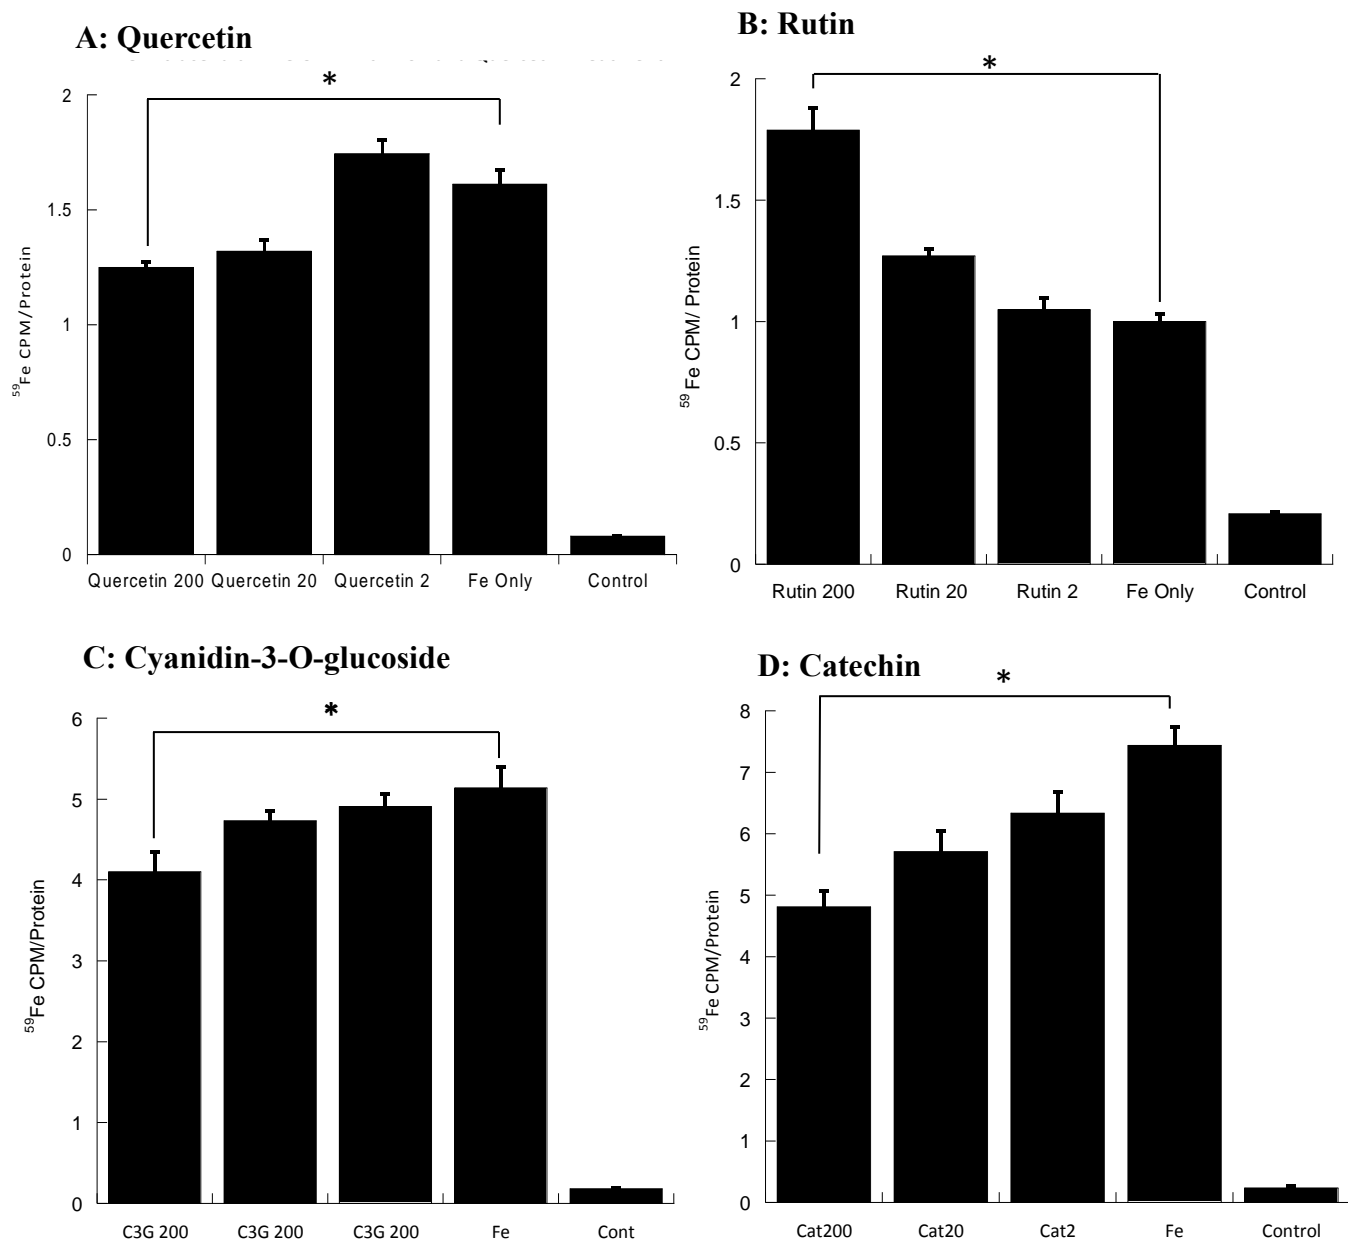 A: Quercetin
*
2
1.5
1
0.5
0
⁵⁹Fe CPM/Protein
Quercetin 200 Quercetin 20 Quercetin 2 Fe Only Control
B: Rutin
*
2
1.5
1
0.5
0
⁵⁹ Fe CPM/ Protein
Rutin 200 Rutin 20 Rutin 2 Fe Only Control
C: Cyanidin-3-O-glucoside
*
6
5
4
3
2
1
0
⁵⁹Fe CPM/Protein
C3G 200 C3G 200 C3G 200 Fe Cont
D: Catechin
*
8
7
6
5
4
3
2
1
0
⁵⁹Fe CPM/Protein
Cat200 Cat20 Cat2 Fe Control